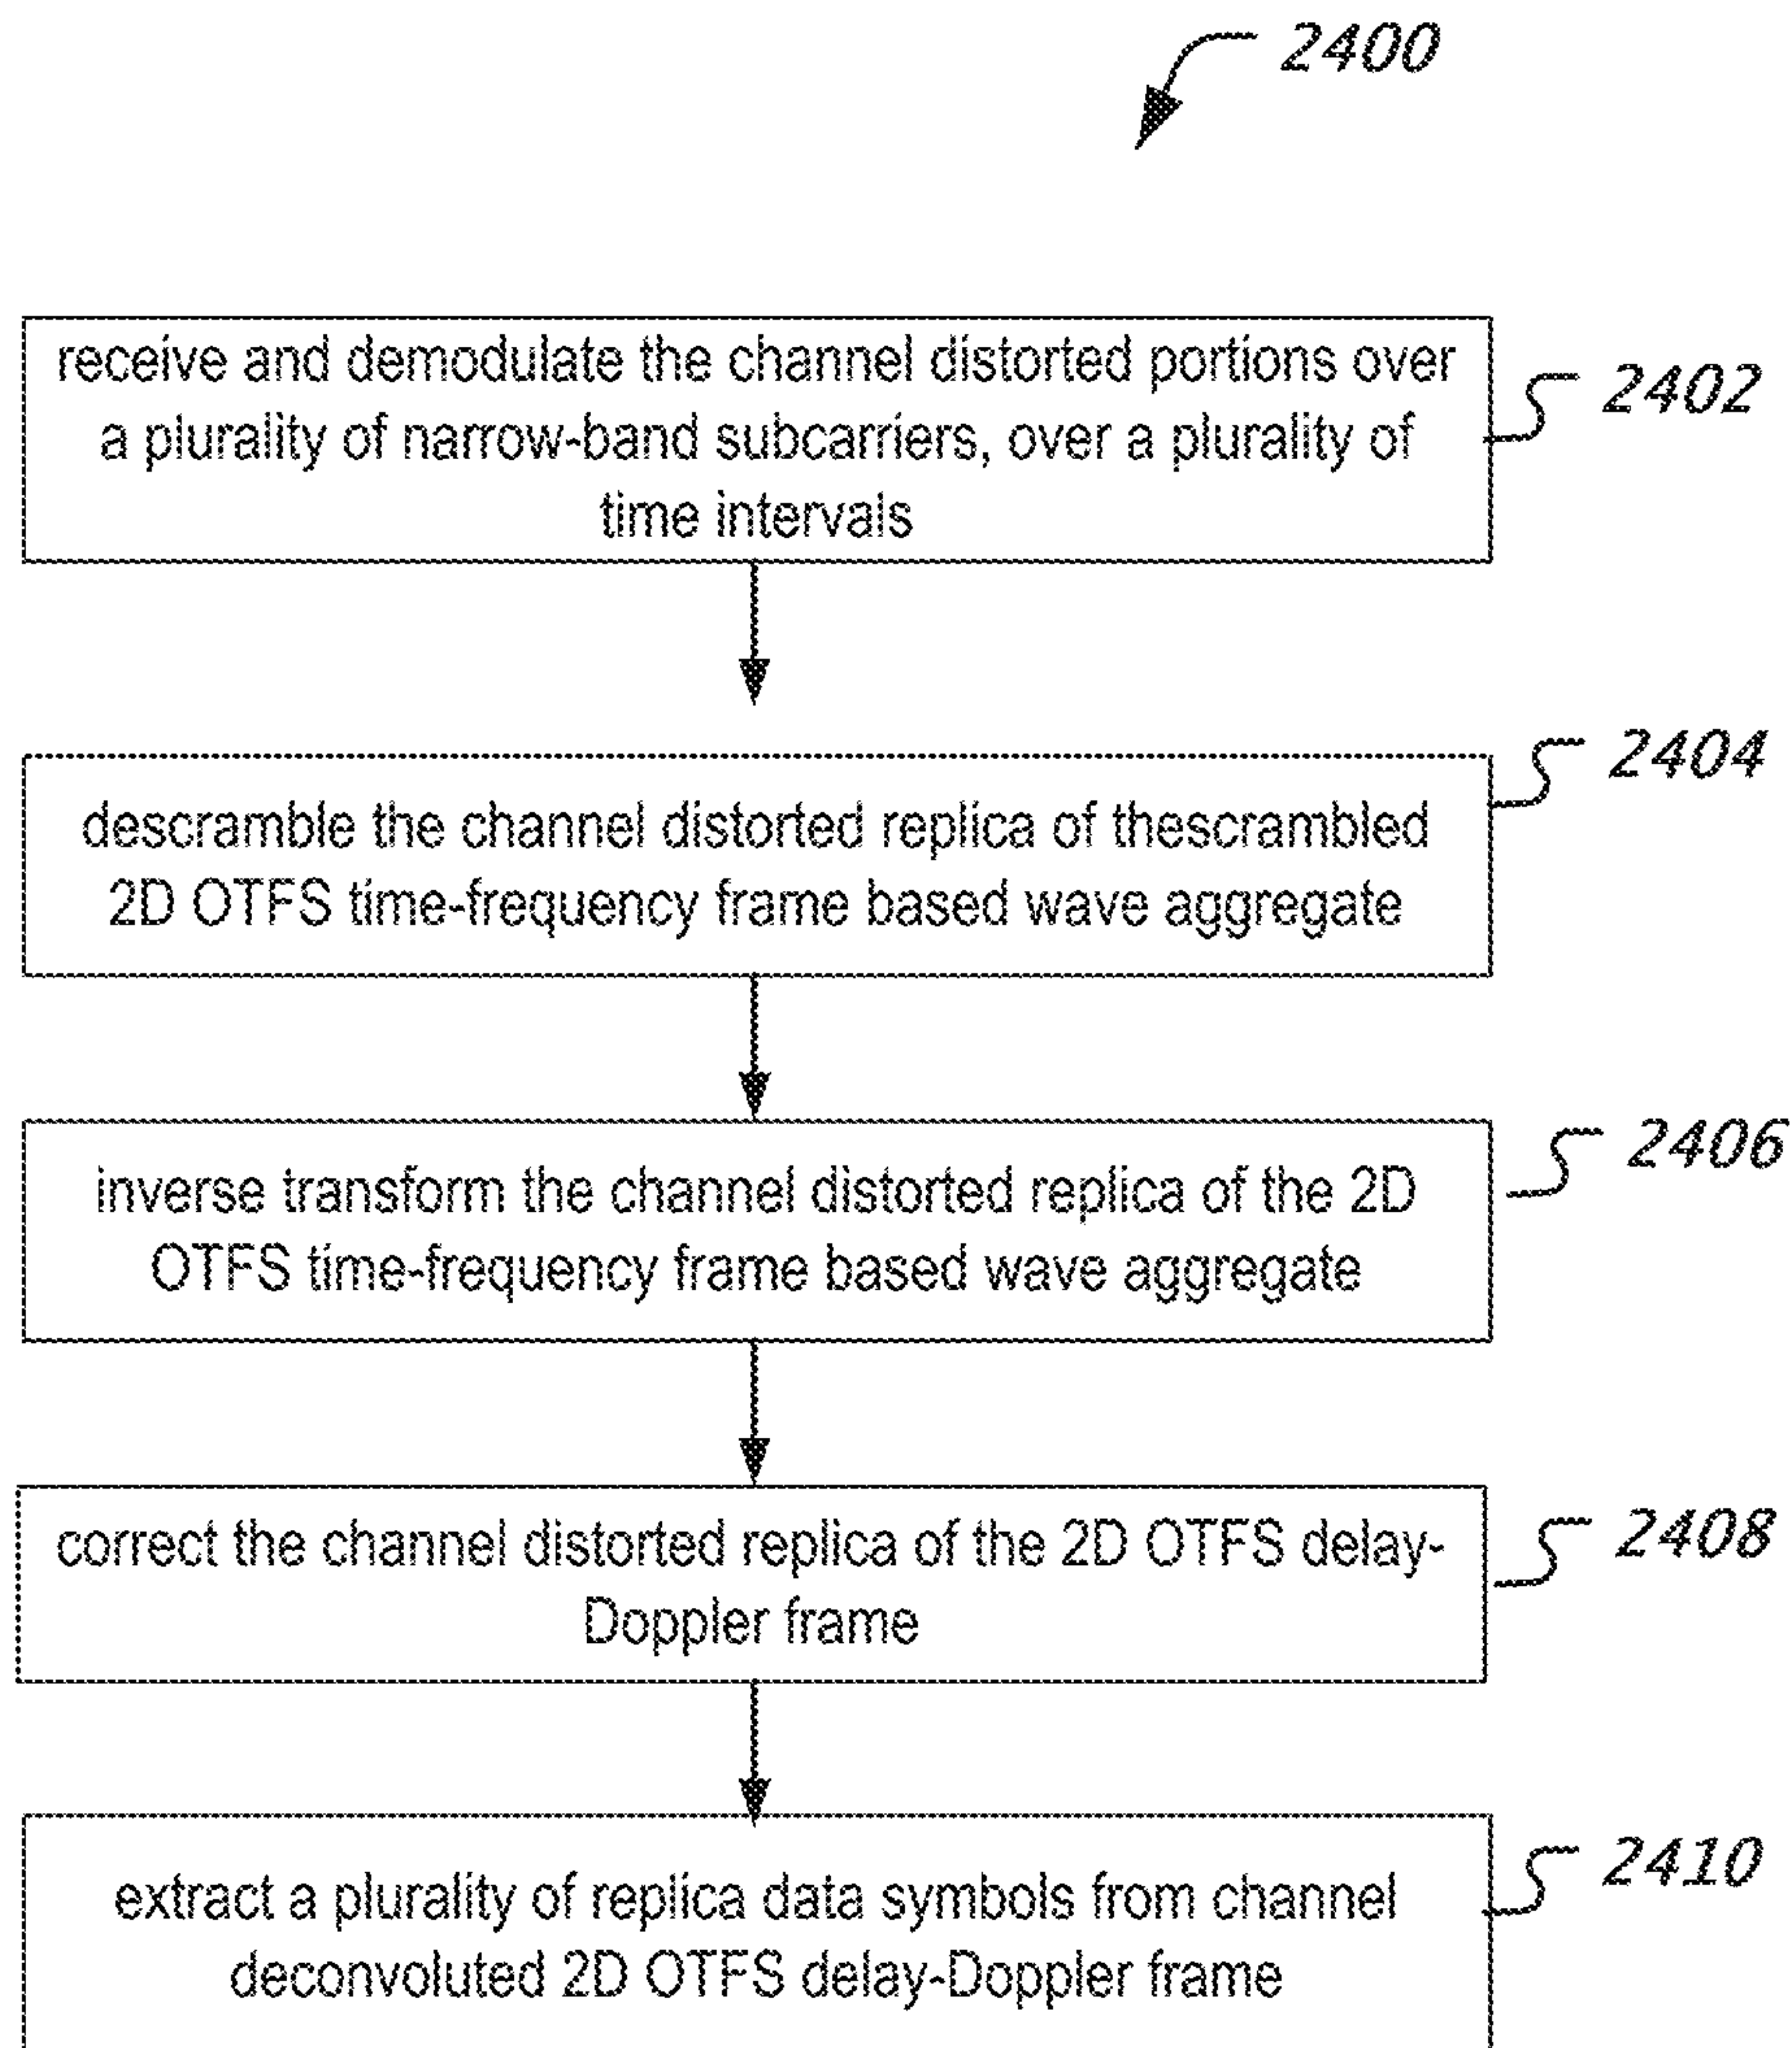 2400
receive and demodulate the channel distorted portions over
a plurality of narrow-band subcarriers, over a plurality of
time intervals
2402
descramble the channel distorted replica of thescrambled
2D OTFS time-frequency frame based wave aggregate
2404
inverse transform the channel distorted replica of the 2D
OTFS time-frequency frame based wave aggregate
2406
correct the channel distorted replica of the 2D OTFS delay-
Doppler frame
2408
extract a plurality of replica data symbols from channel
deconvoluted 2D OTFS delay-Doppler frame
2410